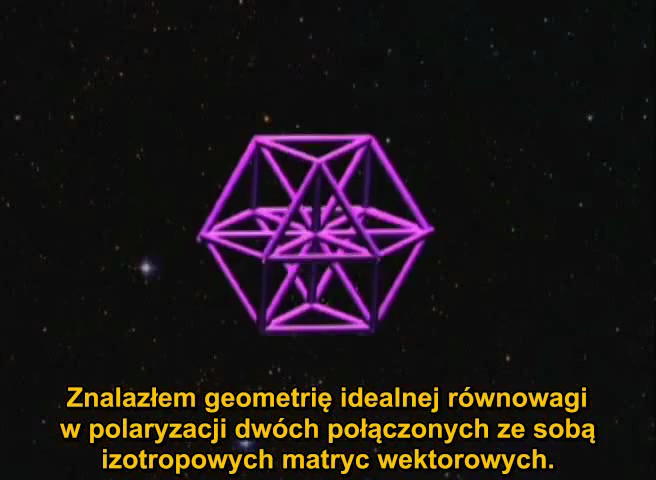 Znalazłem geometrię idealnej równowagi
w polaryzacji dwóch połączonych ze sobą
izotropowych matryc wektorowych.